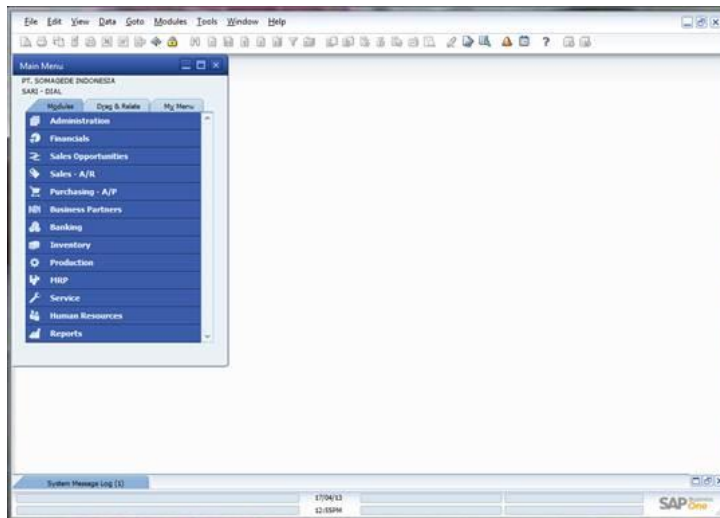 File Edit View Data Goto Modules Tools Window Help
Main Menu
PT. SOMAGEDE INDONESIA
SARI - DIAL
Modules Drag & Relate My Menu
Administration
Financials
Sales Opportunities
Sales - A/R
Purchasing - A/P
Business Partners
Banking
Inventory
Production
MRP
Service
Human Resources
Reports
System Message Log (1)
17/04/13
12:55PM
SAP Business One